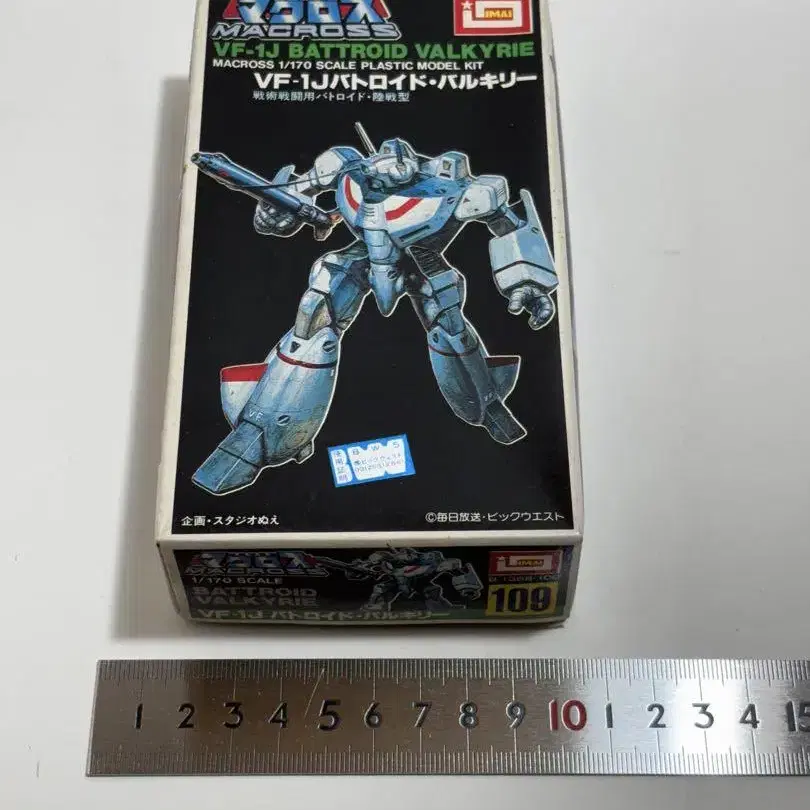 マクロス
MACROSS
IMAI
VF-1J BATTROID VALKYRIE
MACROSS 1/170 SCALE PLASTIC MODEL KIT
VF-1Jバトロイド・バルキリー
戦術戦闘用バトロイド・陸戦型
VF
B W S
使用証
企画・スタジオぬえ
©毎日放送・ビックウエスト
マクロス
MACROSS
IMAI
1/170 SCALE
BATTROID
VALKYRIE
109
VF-1J バトロイド・バルキリー
1 2 3 4 5 6 7 8 9 10 1 2 3 4 15